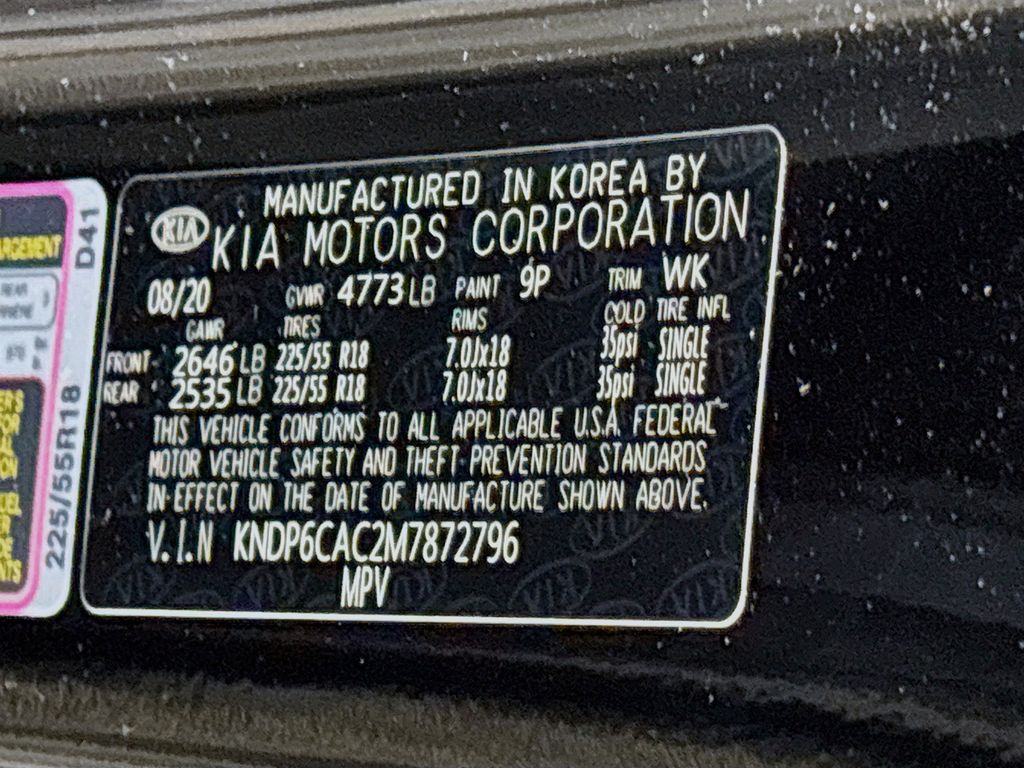 MANUFACTURED IN KOREA BY
KIA KIA MOTORS CORPORATION
08/20 GVWR 4773 LB PAINT 9P TRIM WK
GAWR TIRES RIMS COLD TIRE INFL
FRONT 2646 LB 225/55 R18 7.0Jx18 35psi SINGLE
REAR 2535 LB 225/55 R18 7.0Jx18 35psi SINGLE
THIS VEHICLE CONFORMS TO ALL APPLICABLE U.S.A. FEDERAL
MOTOR VEHICLE SAFETY AND THEFT PREVENTION STANDARDS
IN EFFECT ON THE DATE OF MANUFACTURE SHOWN ABOVE.
V.I.N KNDP6CAC2M7872796
MPV
D41
225/55R18
REAR